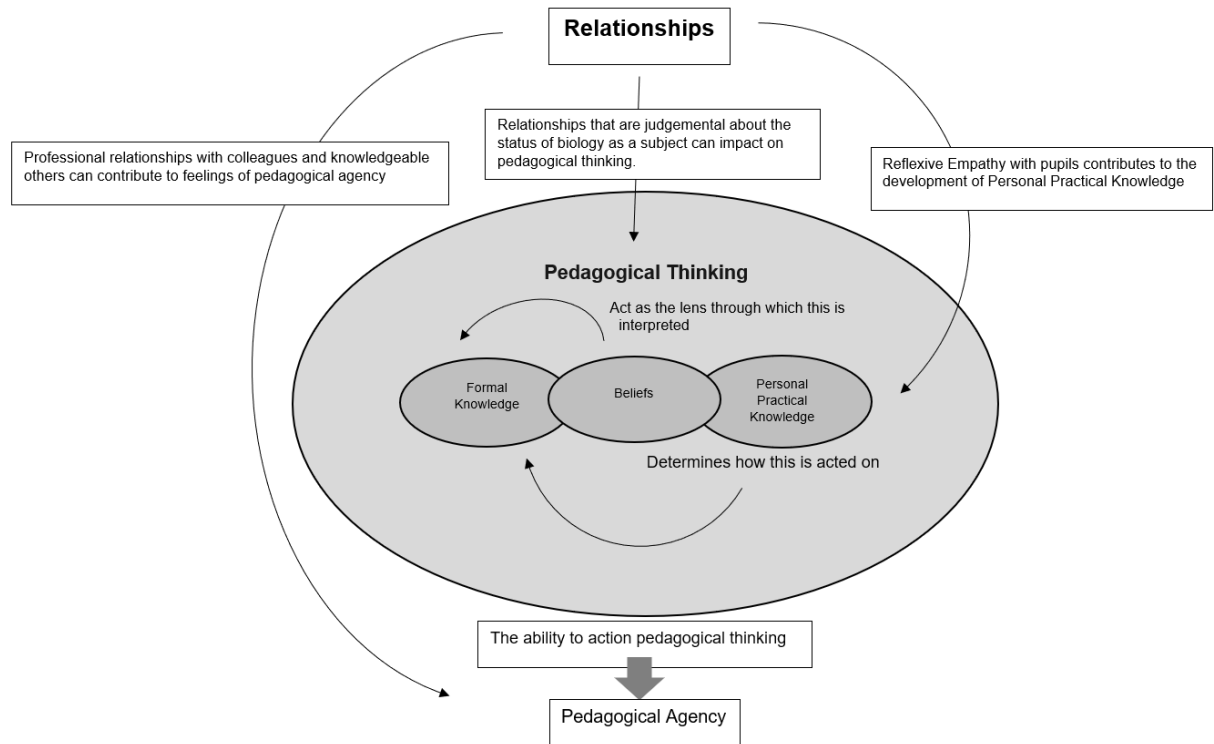 Relationships
Relationships that are judgemental about the
status of biology as a subject can impact on
pedagogical thinking.
Professional relationships with colleagues and knowledgeable
others can contribute to feelings of pedagogical agency
Reflexive Empathy with pupils contributes to the
development of Personal Practical Knowledge
Pedagogical Thinking
Act as the lens through which this is
interpreted
Formal
Knowledge
Beliefs
Personal
Practical
Knowledge
Determines how this is acted on
The ability to action pedagogical thinking
Pedagogical Agency